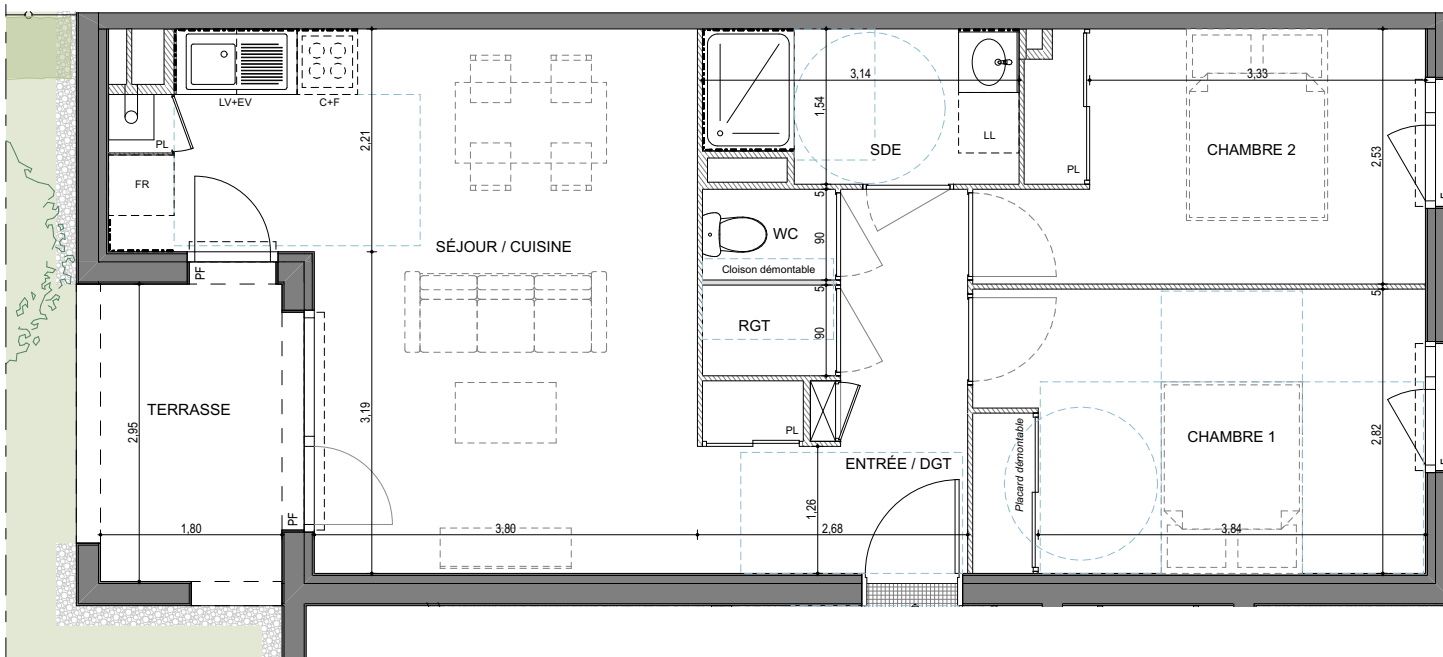 LV+EV
C+F
PL
FR
2,21
SÉJOUR / CUISINE
PF
3,14
1,54
SDE
LL
PL
3,33
CHAMBRE 2
2,53
5
WC
90
Cloison démontable
5
RGT
90
PL
5
TERRASSE
2,95
1,80
PF
3,19
3,80
ENTRÉE / DGT
1,26
2,68
Placard démontable
CHAMBRE 1
2,82
3,84